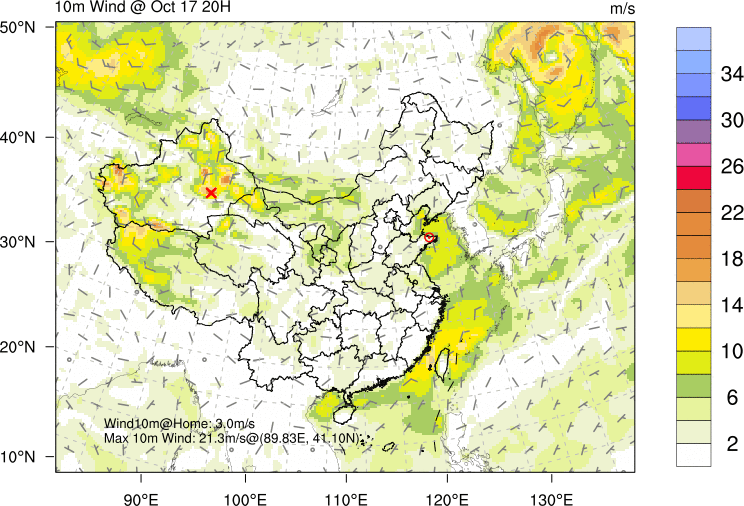 10m Wind @ Oct 17 20H
m/s
50°N
40°N
30°N
20°N
10°N
34
30
26
22
18
14
10
6
2
Wind10m@Home: 3.0m/s
Max 10m Wind: 21.3m/s@(89.83E, 41.10N)
90°E
100°E
110°E
120°E
130°E